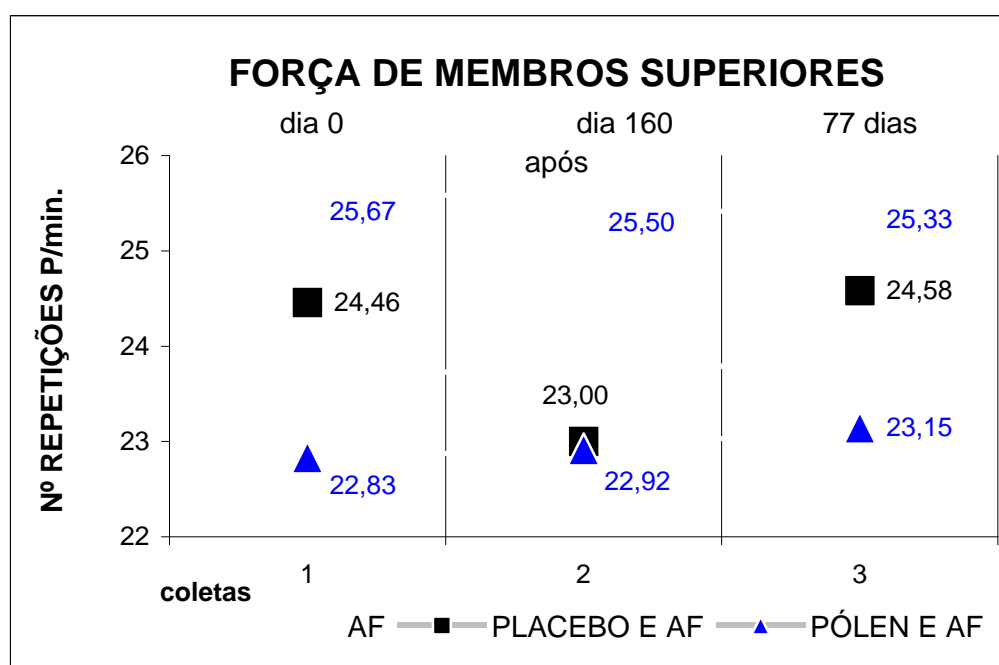 FORÇA DE MEMBROS SUPERIORES
dia 0 dia 160 77 dias
após
Nº REPETIÇÕES P/min.
26
25
24
23
22
25,67 25,50 25,33
24,46 24,58
23,00
22,83 22,92 23,15
1 2 3
coletas
AF PLACEBO E AF PÓLEN E AF